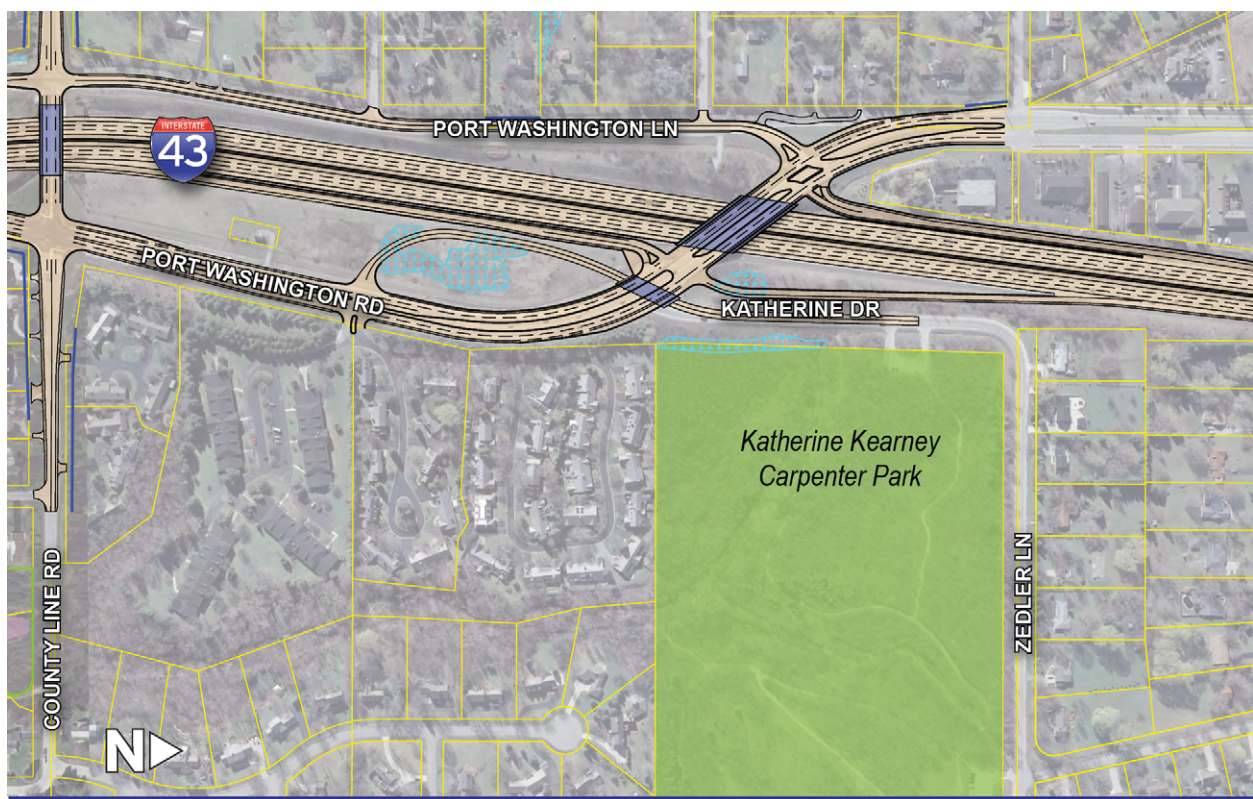 PORT WASHINGTON LN
INTERSTATE
43
PORT WASHINGTON RD
KATHERINE DR
Katherine Kearney
Carpenter Park
COUNTY LINE RD
ZEDLER LN
N